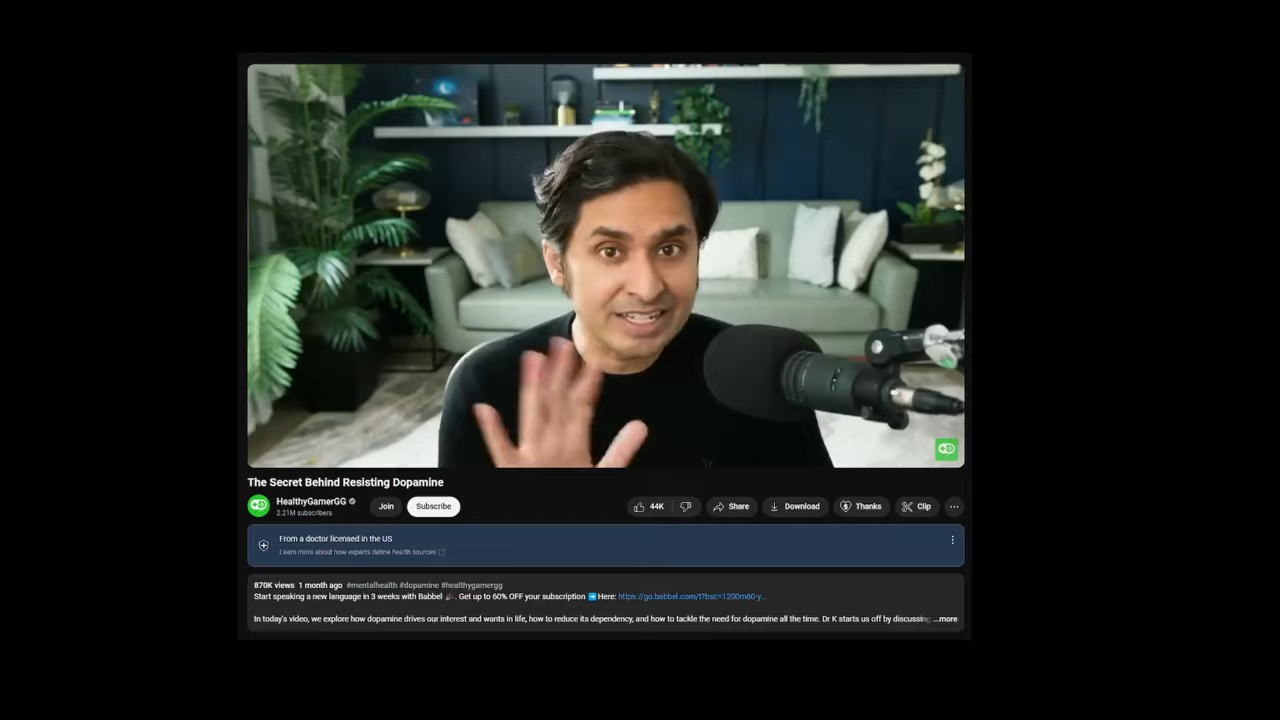 The Secret Behind Resisting Dopamine
HealthyGamerGG
2.21M subscribers
Join
Subscribe
44K
Share
Download
Thanks
Clip
From a doctor licensed in the US
Learn more about how experts define health sources
870K views 1 month ago #mentalhealth #dopamine #healthygamergg
Start speaking a new language in 3 weeks with Babbel 🎉. Get up to 60% OFF your subscription ➡️Here: https://go.babbel.com/t?bsc=1200m60-y...
In today's video, we explore how dopamine drives our interest and wants in life, how to reduce its dependency, and how to tackle the need for dopamine all the time. Dr K starts us off by discussing ...more